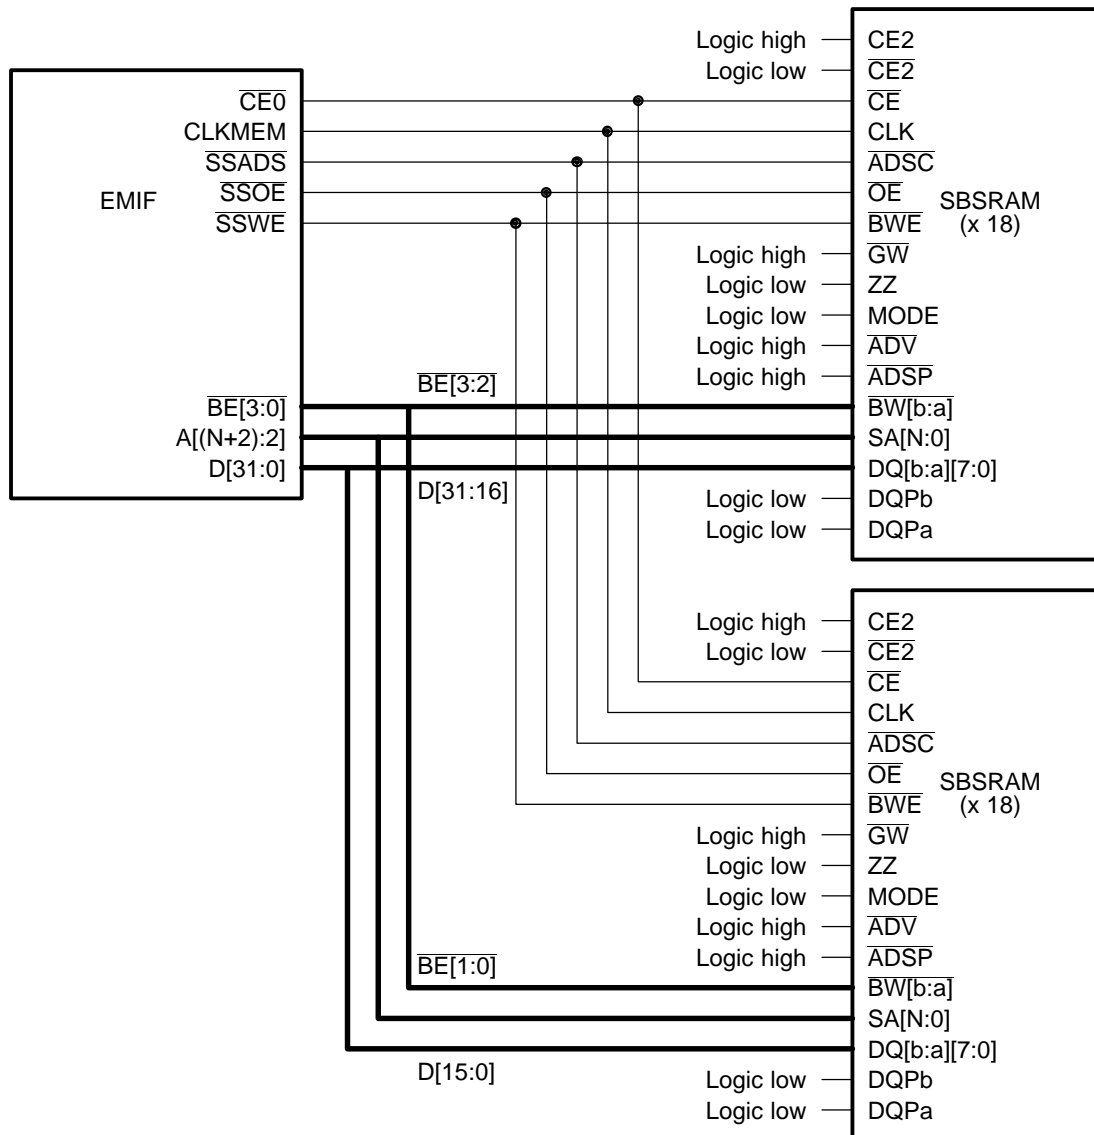 Logic high CE2
Logic low CE2
CE0 CE
CLKMEM CLK
SSADS ADSC
EMIF SSOE OE SBSRAM
SSWE BWE (x 18)
Logic high GW
Logic low ZZ
Logic low MODE
Logic high ADV
Logic high ADSP
BE[3:2]
BE[3:0] BW[b:a]
A[(N+2):2] SA[N:0]
D[31:0] DQ[b:a][7:0]
D[31:16]
Logic low DQPb
Logic low DQPa
Logic high CE2
Logic low CE2
CE
CLK
ADSC
OE SBSRAM
BWE (x 18)
Logic high GW
Logic low ZZ
Logic low MODE
Logic high ADV
Logic high ADSP
BE[1:0]
BW[b:a]
SA[N:0]
DQ[b:a][7:0]
D[15:0]
Logic low DQPb
Logic low DQPa